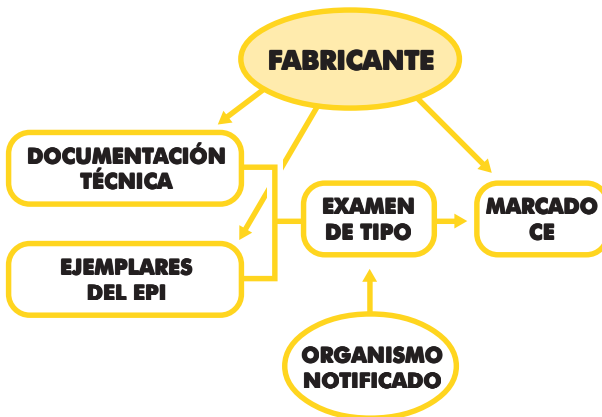 FABRICANTE
DOCUMENTACIÓN
TÉCNICA
EJEMPLARES
DEL EPI
EXAMEN
DE TIPO
MARCADO
CE
ORGANISMO
NOTIFICADO